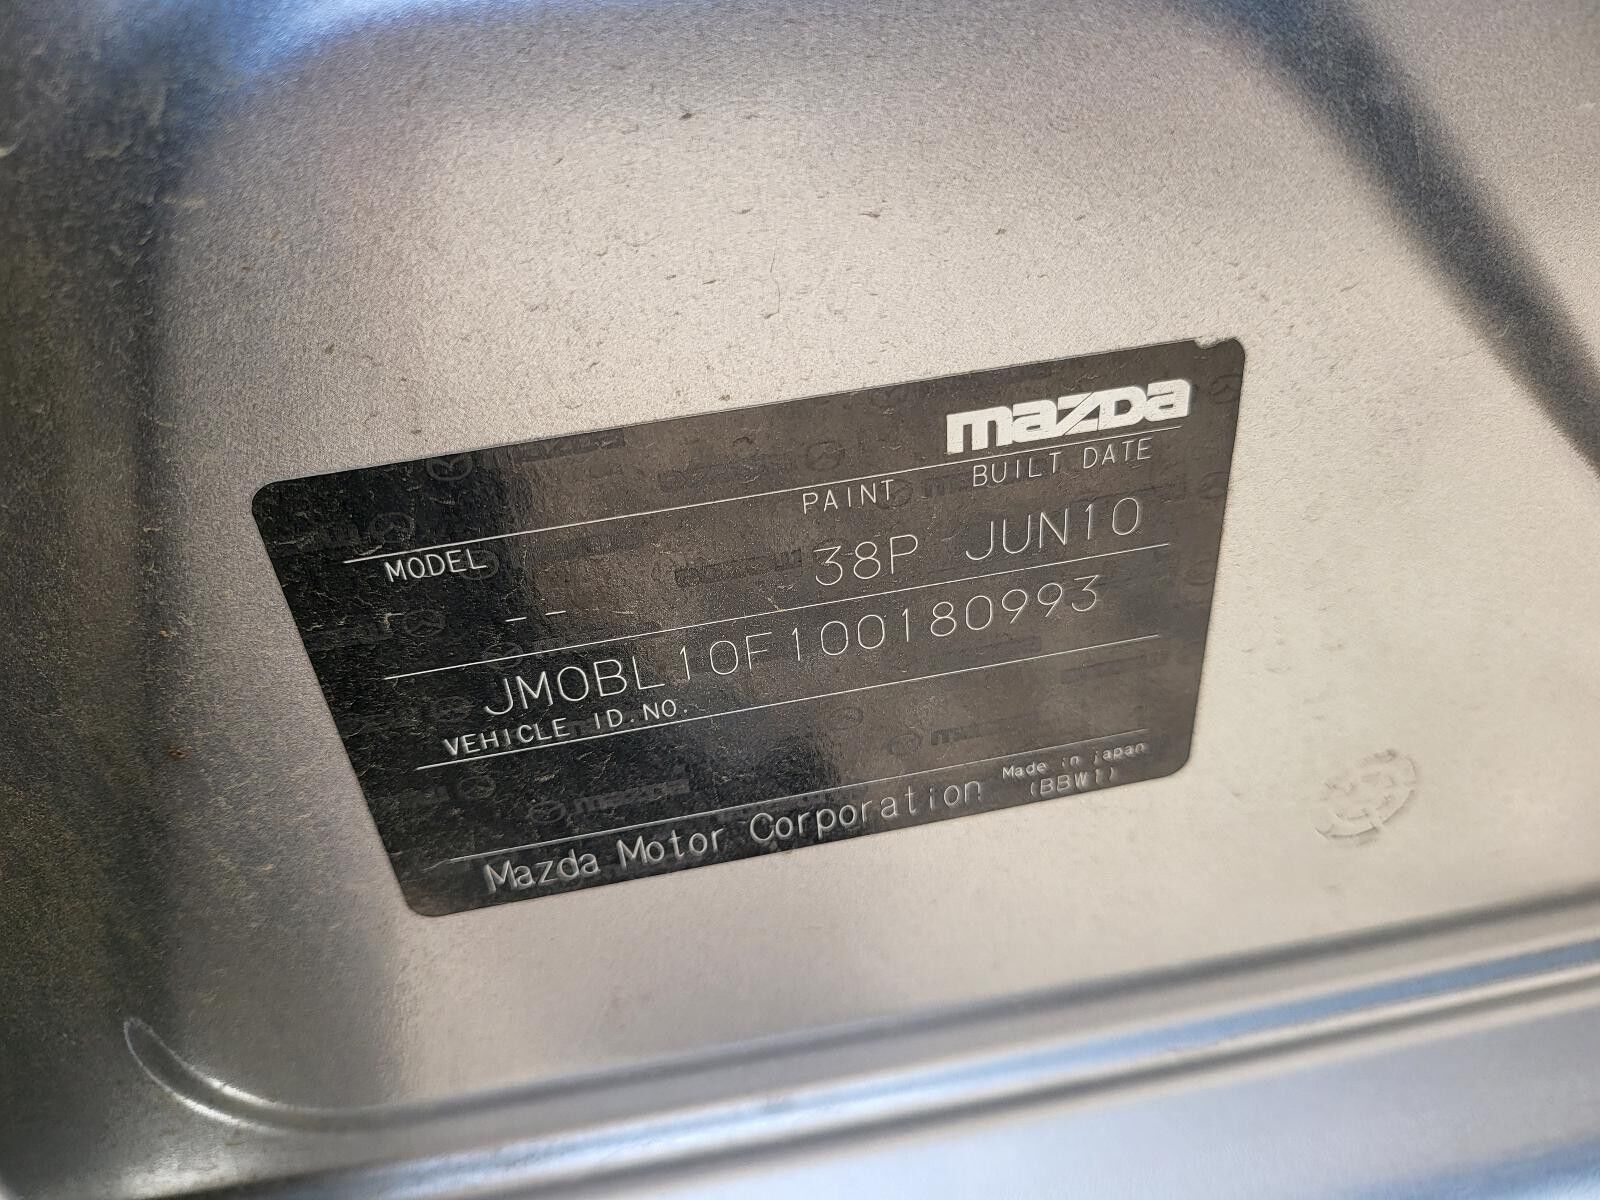 mazda
MODEL PAINT BUILT DATE
- - - 38P JUN10
JM0BL10F100180993
VEHICLE ID.NO.
Mazda Motor Corporation Made in japan
(BBW1)